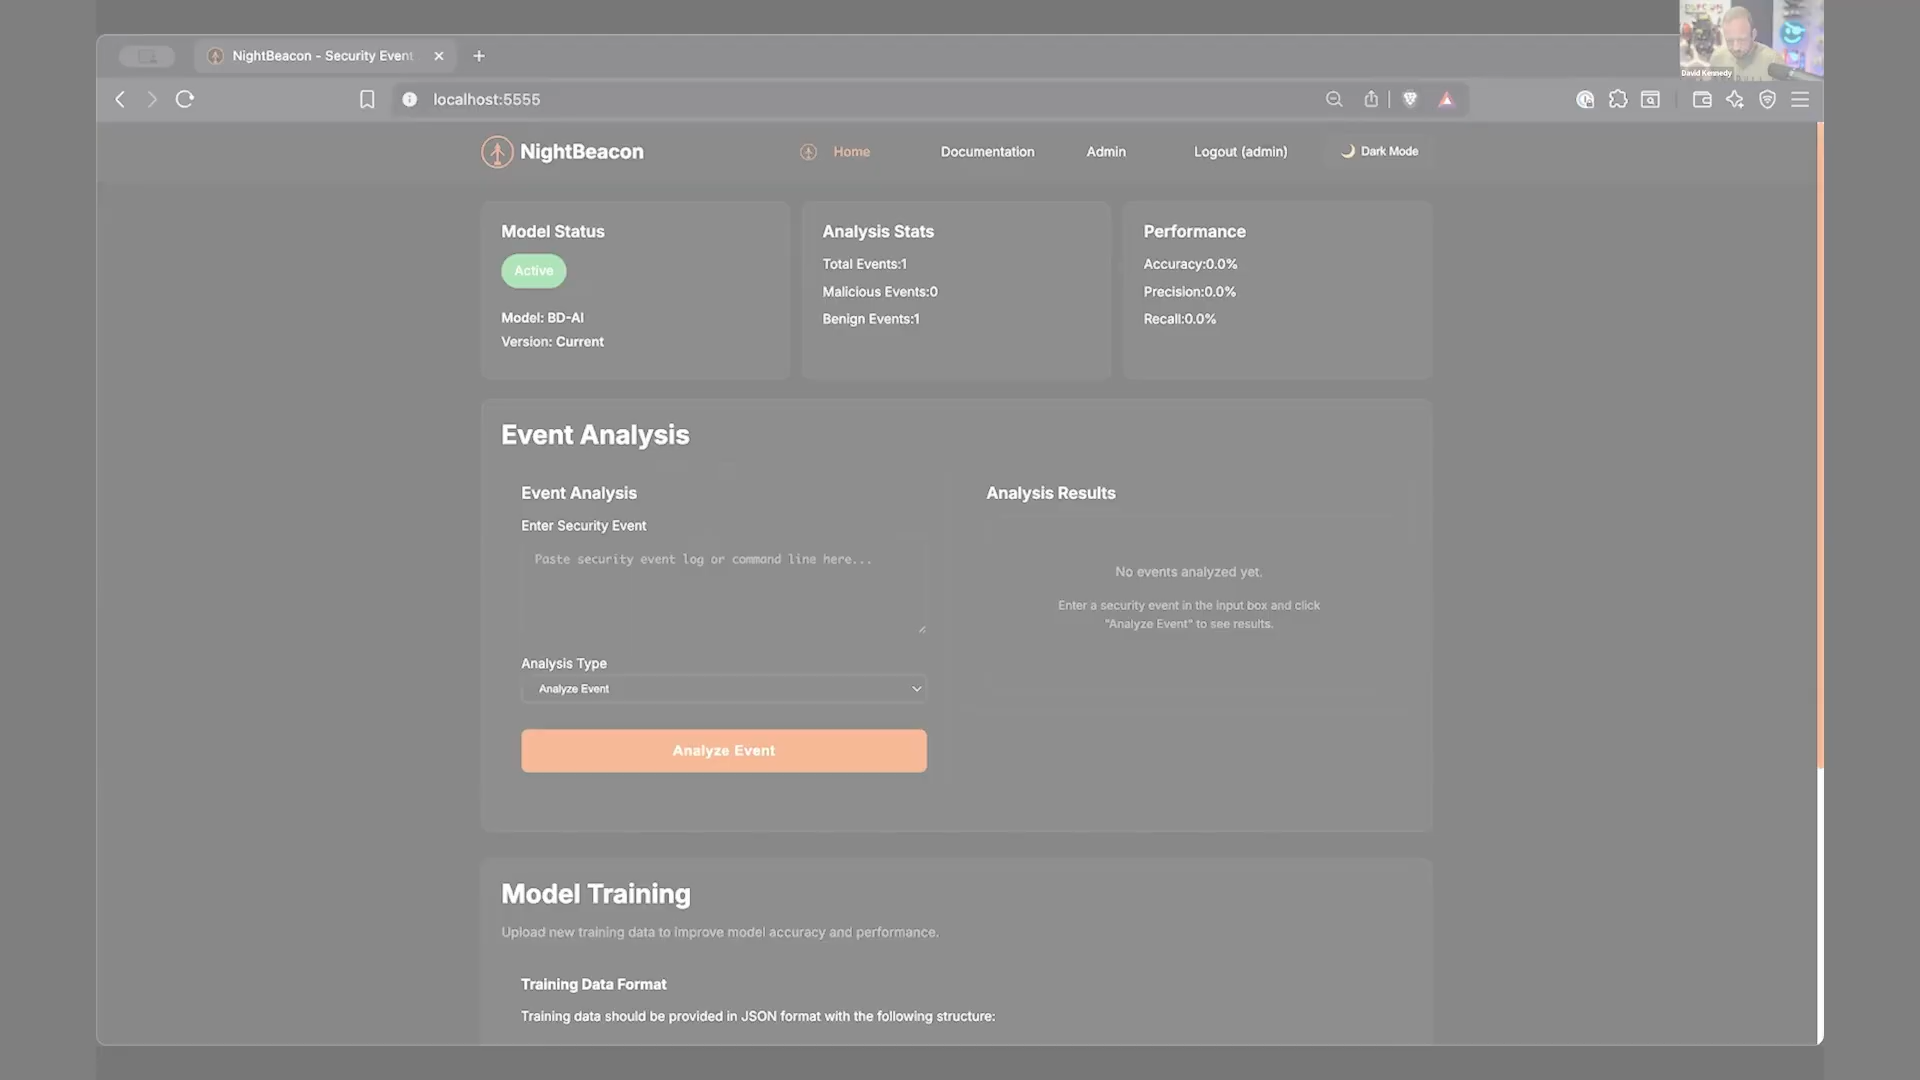 David Kennedy
NightBeacon - Security Event
localhost:5555
NightBeacon
Home
Documentation
Admin
Logout (admin)
Dark Mode
Model Status
Active
Model: BD-AI
Version: Current
Analysis Stats
Total Events:1
Malicious Events:0
Benign Events:1
Performance
Accuracy:0.0%
Precision:0.0%
Recall:0.0%
Event Analysis
Event Analysis
Enter Security Event
Paste security event log or command line here...
Analysis Type
Analyze Event
Analyze Event
Analysis Results
No events analyzed yet.
Enter a security event in the input box and click
"Analyze Event" to see results.
Model Training
Upload new training data to improve model accuracy and performance.
Training Data Format
Training data should be provided in JSON format with the following structure: